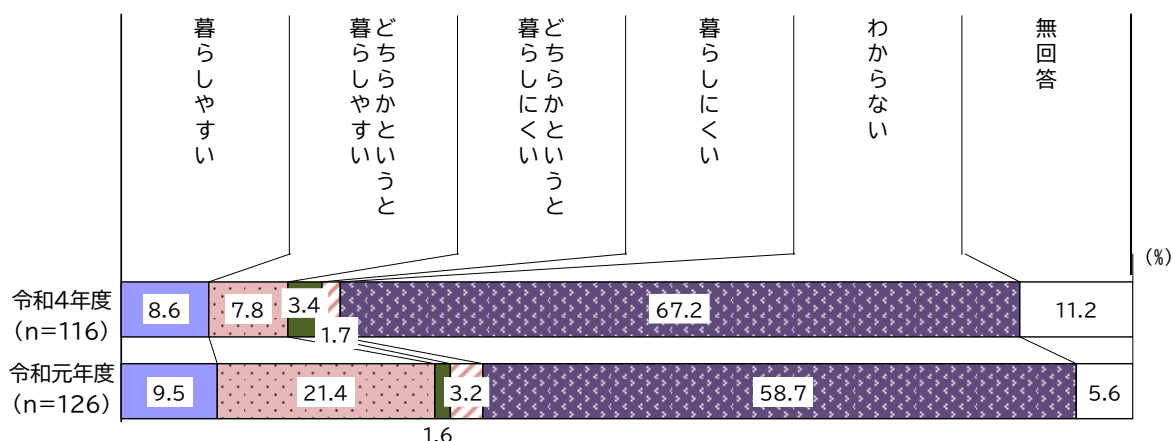 暮らしやすい
どちらかというと
暮らしやすい
どちらかというと
暮らしにくい
暮らしにくい
わからない
無回答
(%)
令和4年度
(n=116)
8.6
7.8
3.4
1.7
67.2
11.2
令和元年度
(n=126)
9.5
21.4
1.6
3.2
58.7
5.6